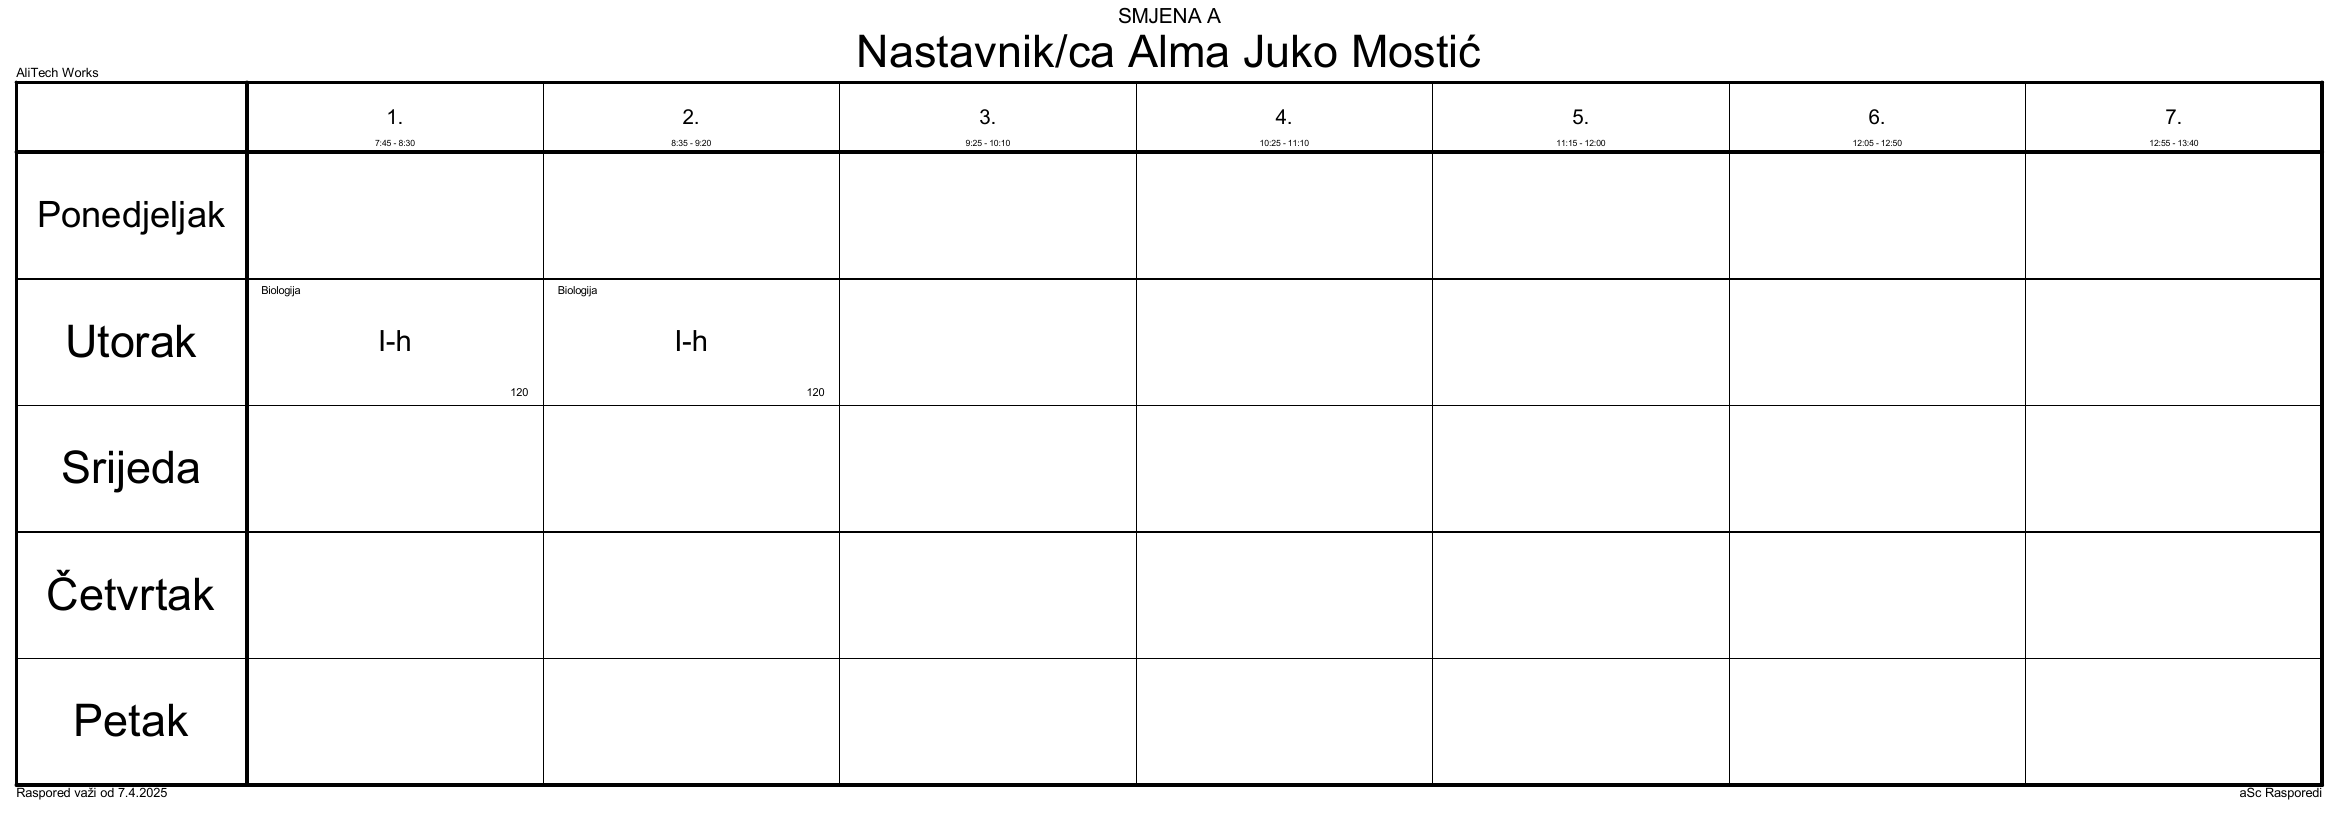 SMJENA A
Nastavnik/ca Alma Juko Mostić
AliTech Works
1. 2. 3. 4. 5. 6. 7.
7:45 - 8:30 8:35 - 9:20 9:25 - 10:10 10:25 - 11:10 11:15 - 12:00 12:05 - 12:50 12:55 - 13:40
Ponedjeljak
Biologija Biologija
Utorak I-h I-h
120 120
Srijeda
Četvrtak
Petak
Raspored važi od 7.4.2025 aSc Rasporedi